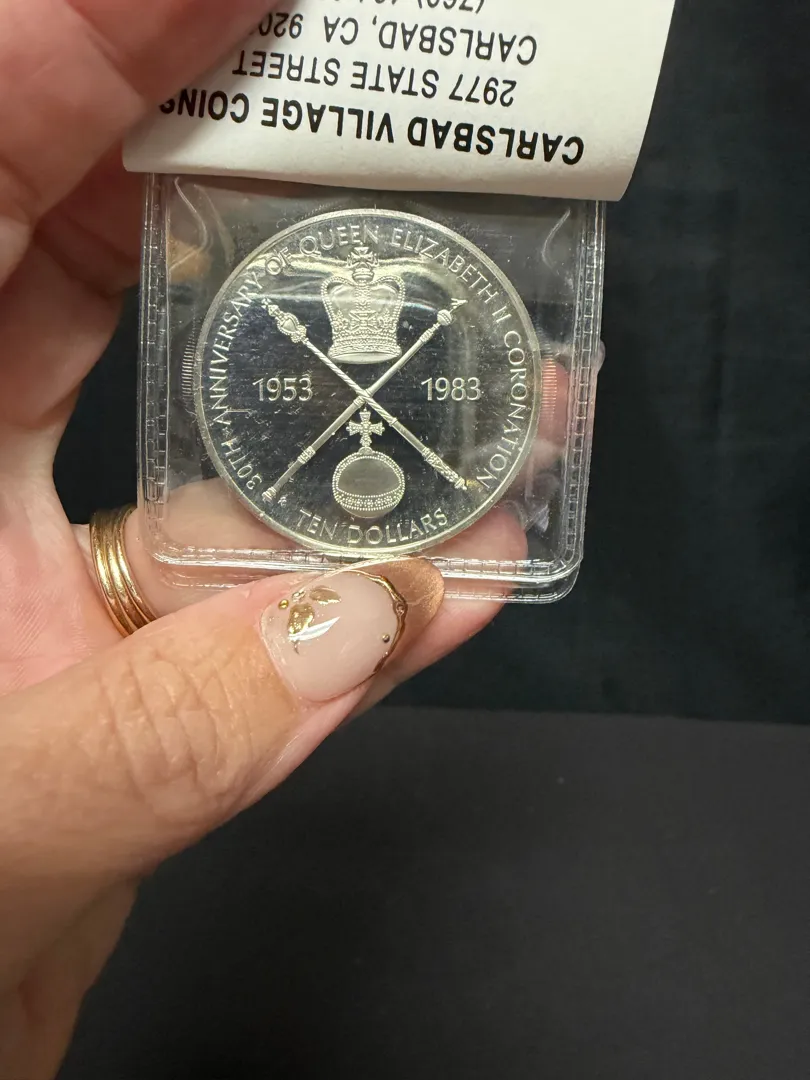 CARLSBAD VILLAGE COINS
2977 STATE STREET
CARLSBAD, CA 920
30TH ANNIVERSARY OF QUEEN ELIZABETH II CORONATION
1953 1983
TEN DOLLARS